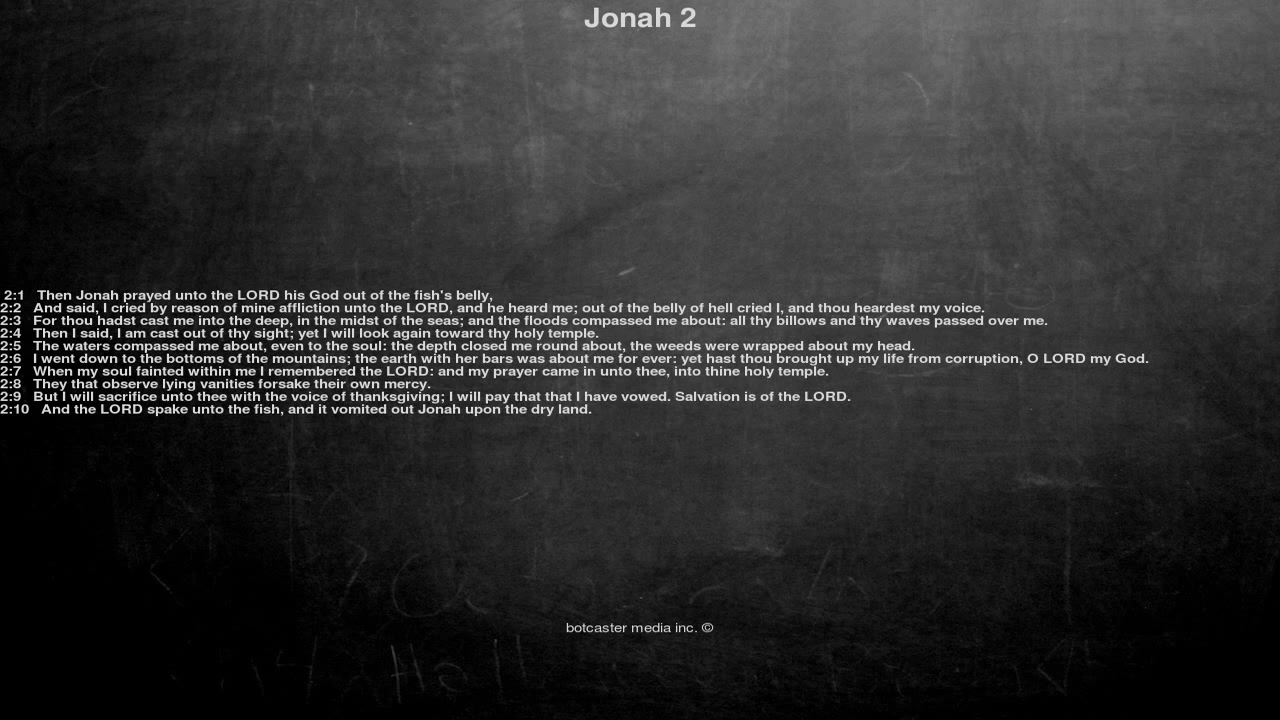 Jonah 2
2:1 Then Jonah prayed unto the LORD his God out of the fish's belly,
2:2 And said, I cried by reason of mine affliction unto the LORD, and he heard me; out of the belly of hell cried I, and thou heardest my voice.
2:3 For thou hadst cast me into the deep, in the midst of the seas; and the floods compassed me about: all thy billows and thy waves passed over me.
2:4 Then I said, I am cast out of thy sight; yet I will look again toward thy holy temple.
2:5 The waters compassed me about, even to the soul: the depth closed me round about, the weeds were wrapped about my head.
2:6 I went down to the bottoms of the mountains; the earth with her bars was about me for ever: yet hast thou brought up my life from corruption, O LORD my God.
2:7 When my soul fainted within me I remembered the LORD: and my prayer came in unto thee, into thine holy temple.
2:8 They that observe lying vanities forsake their own mercy.
2:9 But I will sacrifice unto thee with the voice of thanksgiving; I will pay that that I have vowed. Salvation is of the LORD.
2:10 And the LORD spake unto the fish, and it vomited out Jonah upon the dry land.
botcaster media inc. ©